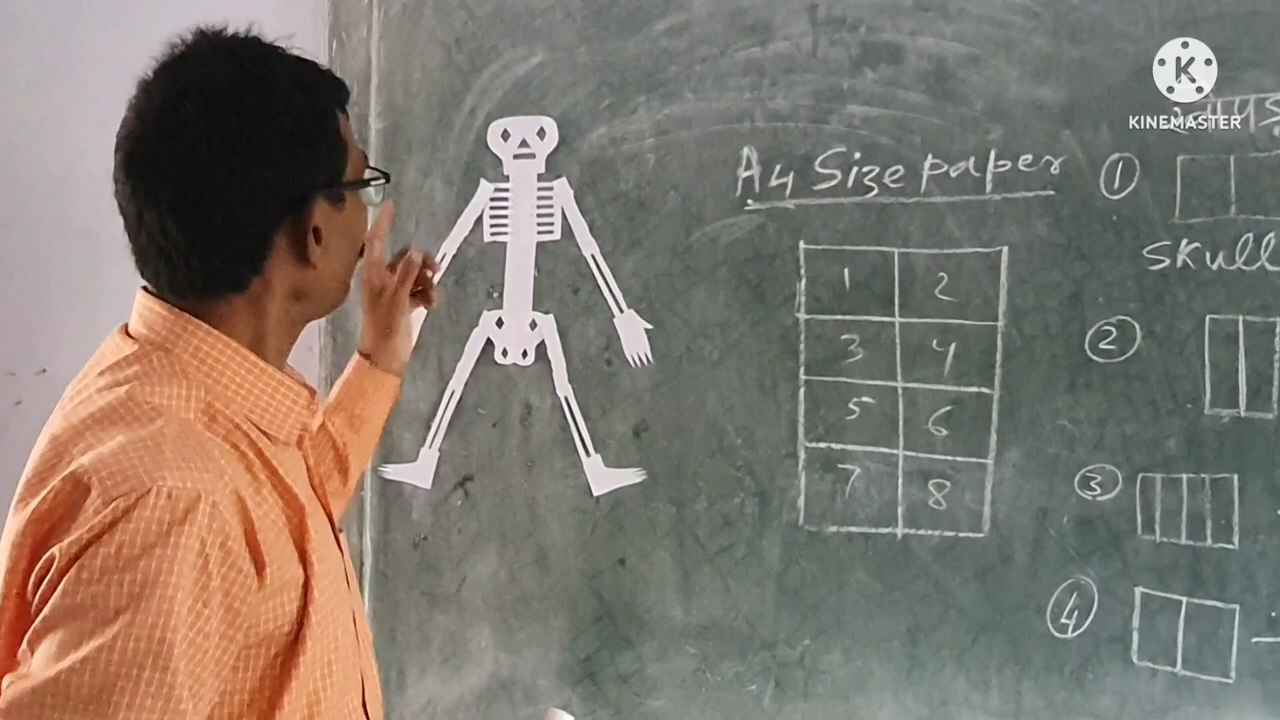 K
KINEMASTER
A4 Size paper
1 2
3 4
5 6
7 8
①
skull
②
③
④